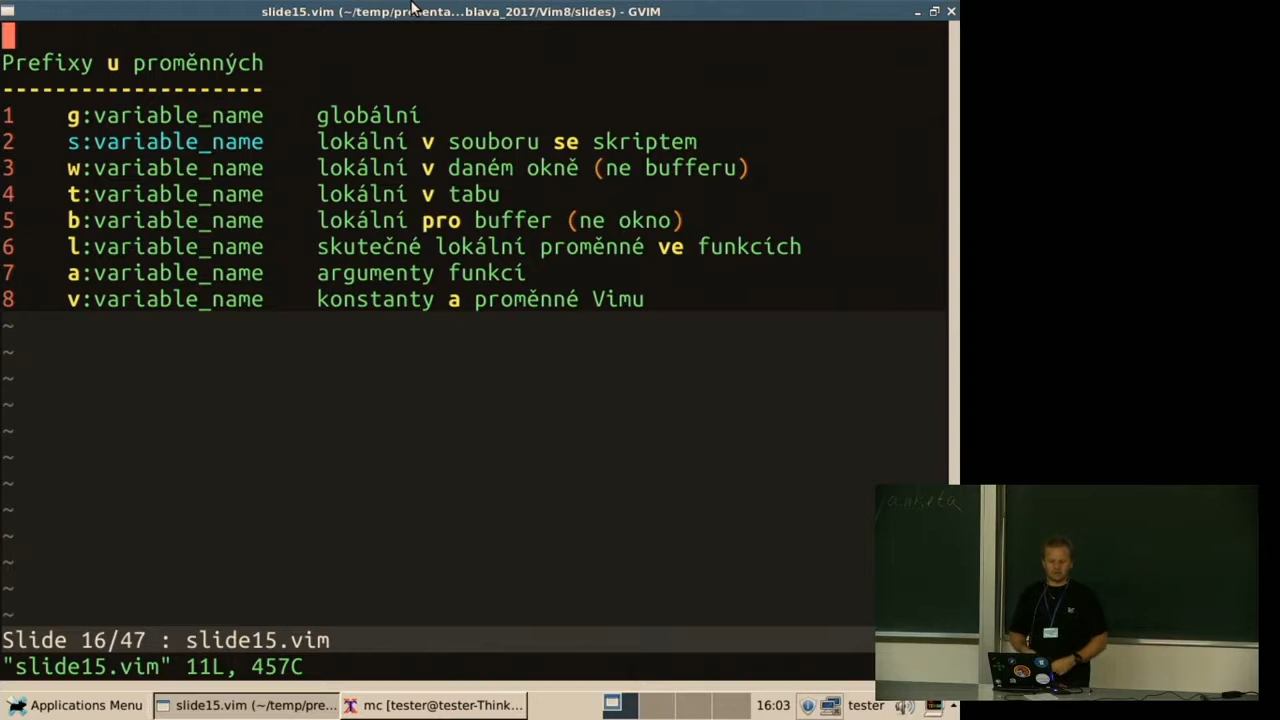 slide15.vim (~/temp/prementa...blava_2017/Vim8/slides) - GVIM
Prefixy u proměnných
--------------------
1 g:variable_name globální
2 s:variable_name lokální v souboru se skriptem
3 w:variable_name lokální v daném okně (ne bufferu)
4 t:variable_name lokální v tabu
5 b:variable_name lokální pro buffer (ne okno)
6 l:variable_name skutečné lokální proměnné ve funkcích
7 a:variable_name argumenty funkcí
8 v:variable_name konstanty a proměnné Vimu
~
~
~
~
~
~
~
~
~
~
~
~
Slide 16/47 : slide15.vim
"slide15.vim" 11L, 457C
anketa
Applications Menu slide15.vim (~/temp/pre... mc [tester@tester-Think... 16:03 tester